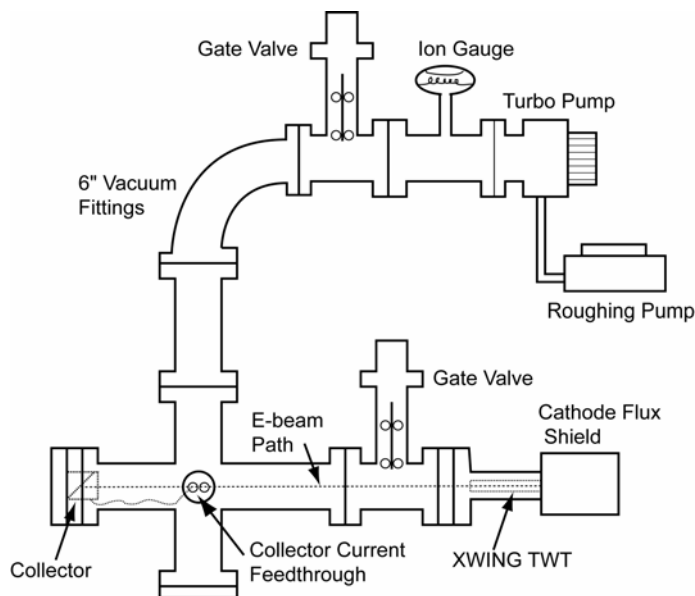 Gate Valve
Ion Gauge
Turbo Pump
6" Vacuum
Fittings
Roughing Pump
Gate Valve
E-beam
Path
Cathode Flux
Shield
Collector
Collector Current
Feedthrough
XWING TWT